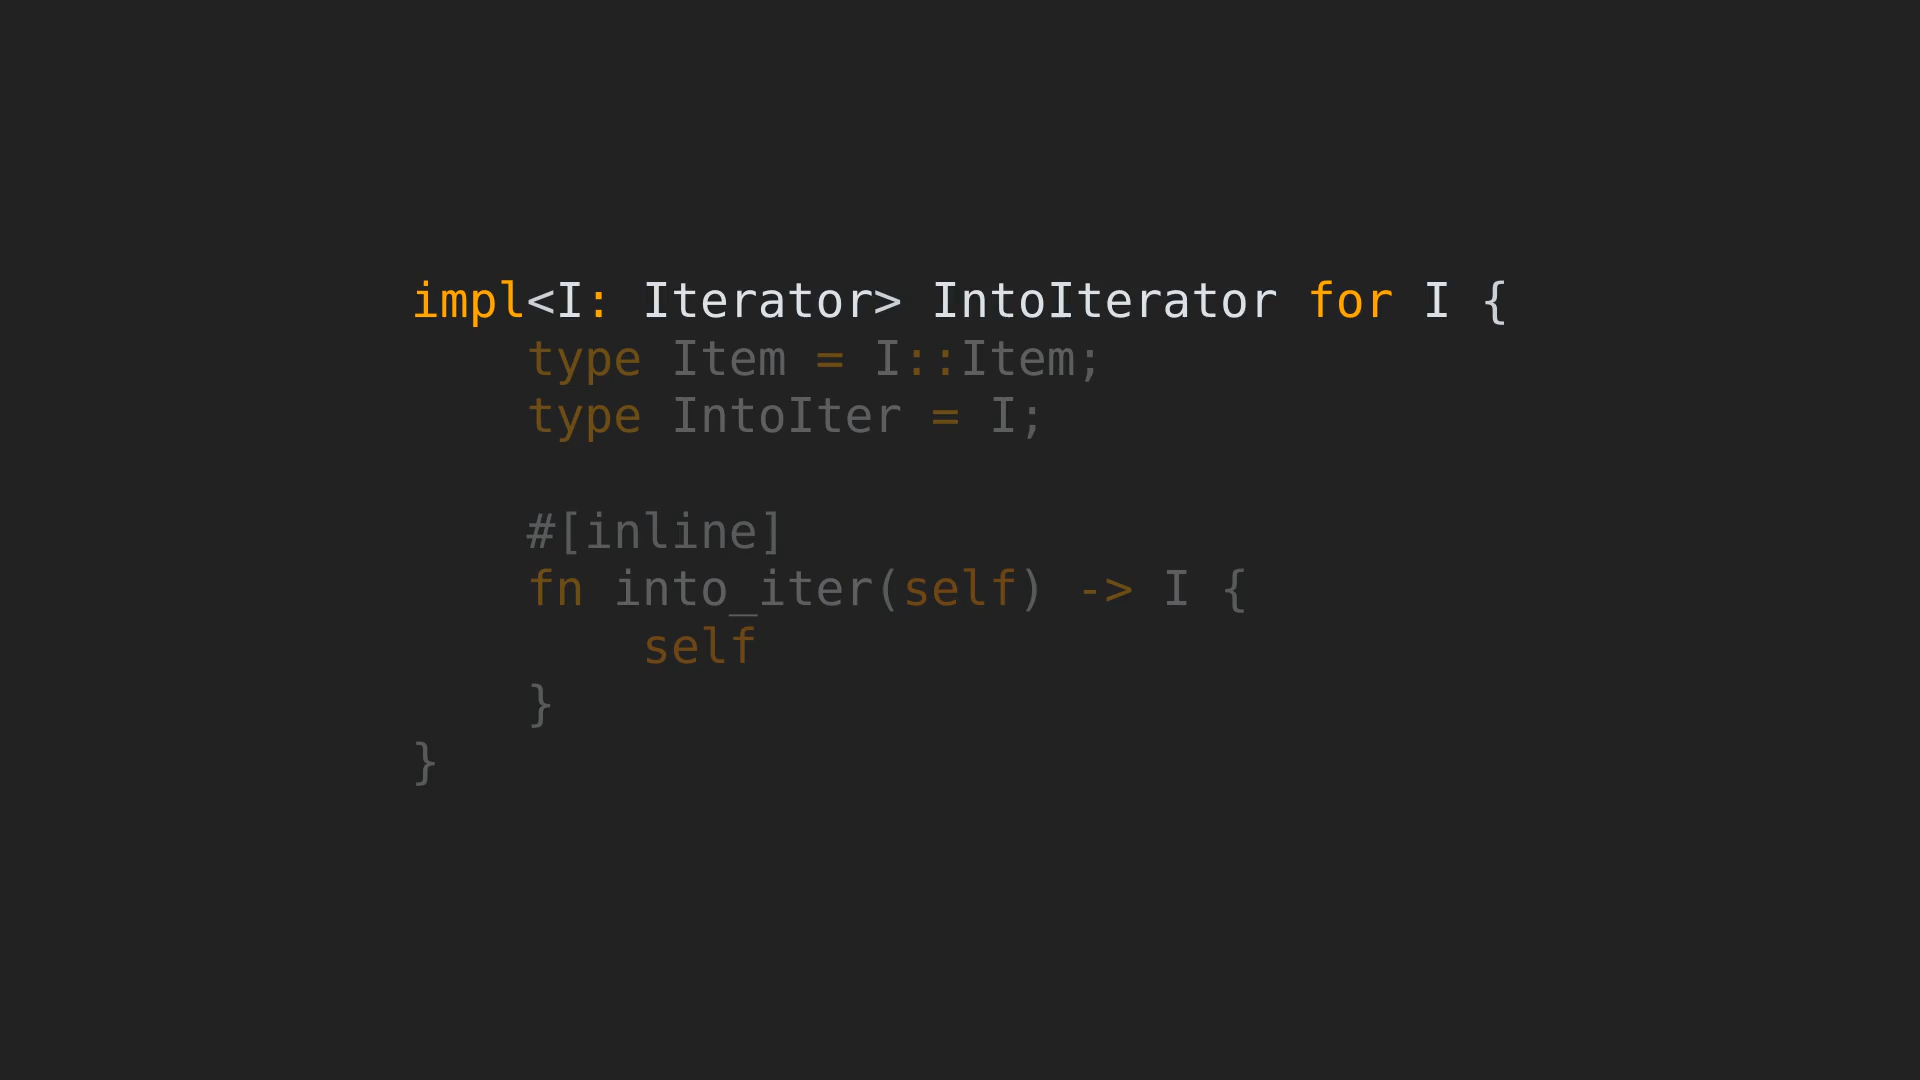 impl<I: Iterator> IntoIterator for I {
    type Item = I::Item;
    type IntoIter = I;

    #[inline]
    fn into_iter(self) -> I {
        self
    }
}